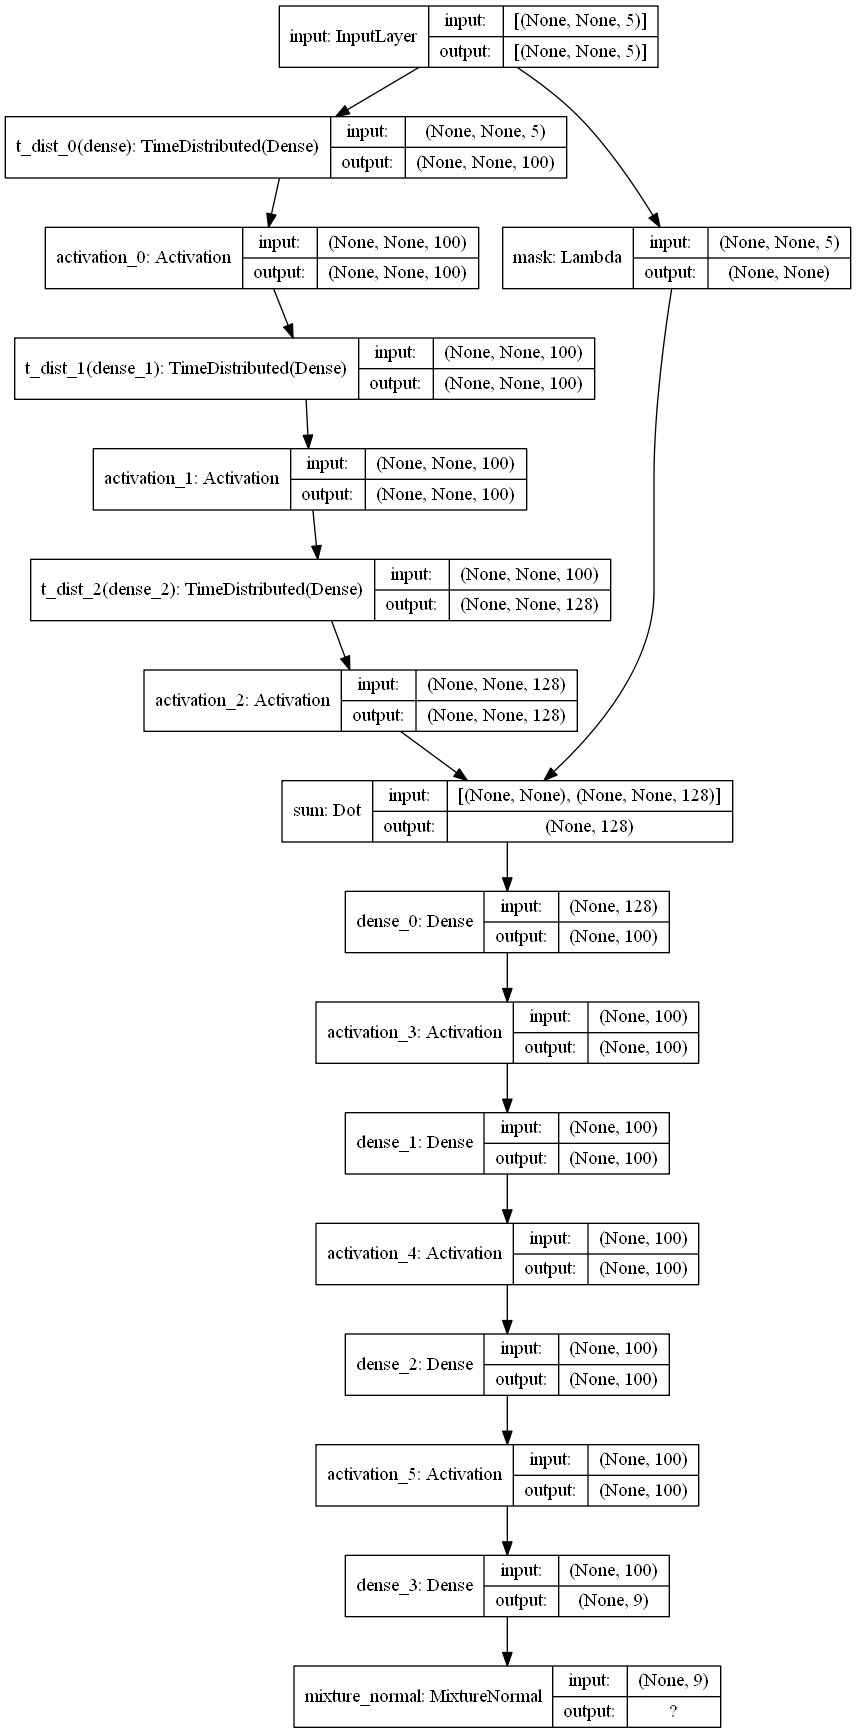 input: InputLayer
input: [(None, None, 5)]
output: [(None, None, 5)]
t_dist_0(dense): TimeDistributed(Dense)
input: (None, None, 5)
output: (None, None, 100)
activation_0: Activation
input: (None, None, 100)
output: (None, None, 100)
mask: Lambda
input: (None, None, 5)
output: (None, None)
t_dist_1(dense_1): TimeDistributed(Dense)
input: (None, None, 100)
output: (None, None, 100)
activation_1: Activation
input: (None, None, 100)
output: (None, None, 100)
t_dist_2(dense_2): TimeDistributed(Dense)
input: (None, None, 100)
output: (None, None, 128)
activation_2: Activation
input: (None, None, 128)
output: (None, None, 128)
sum: Dot
input: [(None, None), (None, None, 128)]
output: (None, 128)
dense_0: Dense
input: (None, 128)
output: (None, 100)
activation_3: Activation
input: (None, 100)
output: (None, 100)
dense_1: Dense
input: (None, 100)
output: (None, 100)
activation_4: Activation
input: (None, 100)
output: (None, 100)
dense_2: Dense
input: (None, 100)
output: (None, 100)
activation_5: Activation
input: (None, 100)
output: (None, 100)
dense_3: Dense
input: (None, 100)
output: (None, 9)
mixture_normal: MixtureNormal
input: (None, 9)
output: ?